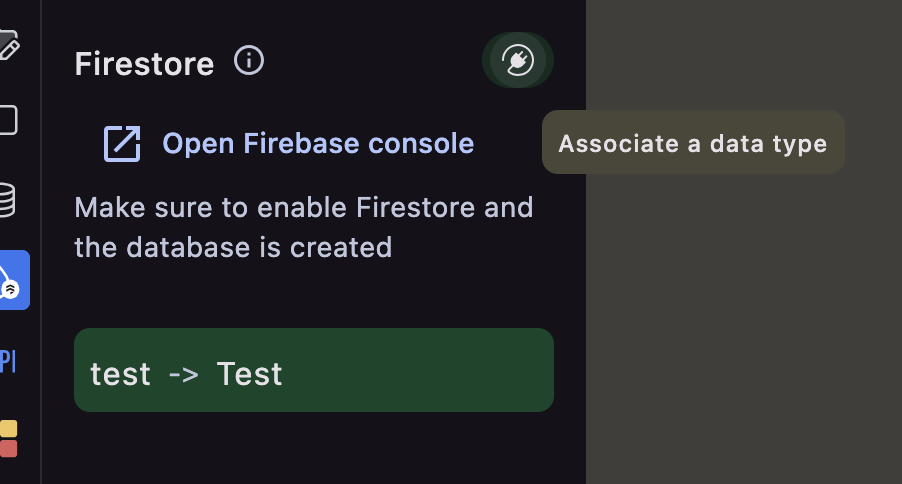 Firestore
Open Firebase console
Associate a data type
Make sure to enable Firestore and
the database is created
test -> Test
PI